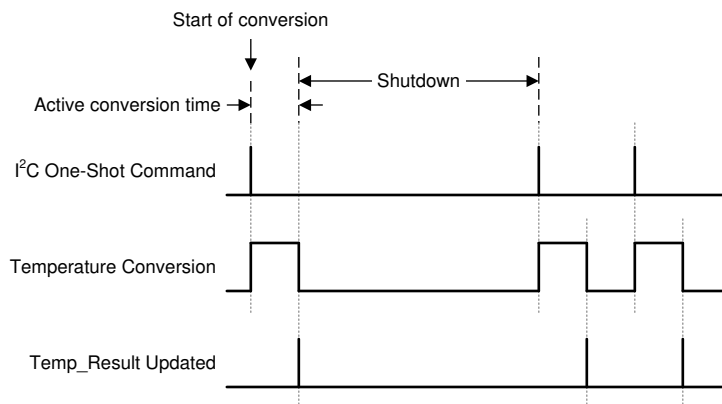 Start of conversion
Shutdown
Active conversion time
I²C One-Shot Command
Temperature Conversion
Temp_Result Updated